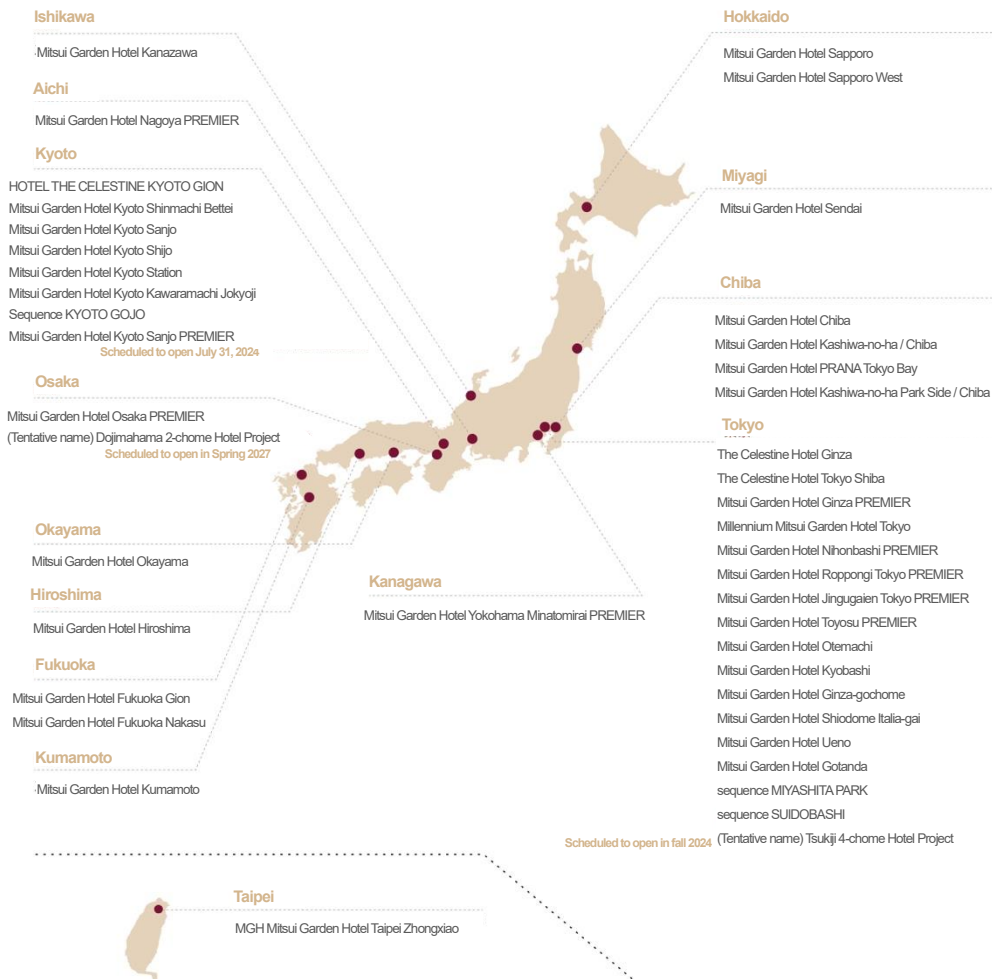 Ishikawa
Mitsui Garden Hotel Kanazawa
Aichi
Mitsui Garden Hotel Nagoya PREMIER
Kyoto
HOTEL THE CELESTINE KYOTO GION
Mitsui Garden Hotel Kyoto Shinmachi Bettei
Mitsui Garden Hotel Kyoto Sanjo
Mitsui Garden Hotel Kyoto Shijo
Mitsui Garden Hotel Kyoto Station
Mitsui Garden Hotel Kyoto Kawaramachi Jokyoji
Sequence KYOTO GOJO
Mitsui Garden Hotel Kyoto Sanjo PREMIER
Scheduled to open July 31, 2024
Osaka
Mitsui Garden Hotel Osaka PREMIER
(Tentative name) Dojimahama 2-chome Hotel Project
Scheduled to open in Spring 2027
Okayama
Mitsui Garden Hotel Okayama
Hiroshima
Mitsui Garden Hotel Hiroshima
Fukuoka
Mitsui Garden Hotel Fukuoka Gion
Mitsui Garden Hotel Fukuoka Nakasu
Kumamoto
Mitsui Garden Hotel Kumamoto
Kanagawa
Mitsui Garden Hotel Yokohama Minatomirai PREMIER
Hokkaido
Mitsui Garden Hotel Sapporo
Mitsui Garden Hotel Sapporo West
Miyagi
Mitsui Garden Hotel Sendai
Chiba
Mitsui Garden Hotel Chiba
Mitsui Garden Hotel Kashiwa-no-ha / Chiba
Mitsui Garden Hotel PRANA Tokyo Bay
Mitsui Garden Hotel Kashiwa-no-ha Park Side / Chiba
Tokyo
The Celestine Hotel Ginza
The Celestine Hotel Tokyo Shiba
Mitsui Garden Hotel Ginza PREMIER
Millennium Mitsui Garden Hotel Tokyo
Mitsui Garden Hotel Nihonbashi PREMIER
Mitsui Garden Hotel Roppongi Tokyo PREMIER
Mitsui Garden Hotel Jingugaien Tokyo PREMIER
Mitsui Garden Hotel Toyosu PREMIER
Mitsui Garden Hotel Otemachi
Mitsui Garden Hotel Kyobashi
Mitsui Garden Hotel Ginza-gochome
Mitsui Garden Hotel Shiodome Italia-gai
Mitsui Garden Hotel Ueno
Mitsui Garden Hotel Gotanda
sequence MIYASHITA PARK
sequence SUIDOBASHI
Scheduled to open in fall 2024 (Tentative name) Tsukiji 4-chome Hotel Project
Taipei
MGH Mitsui Garden Hotel Taipei Zhongxiao